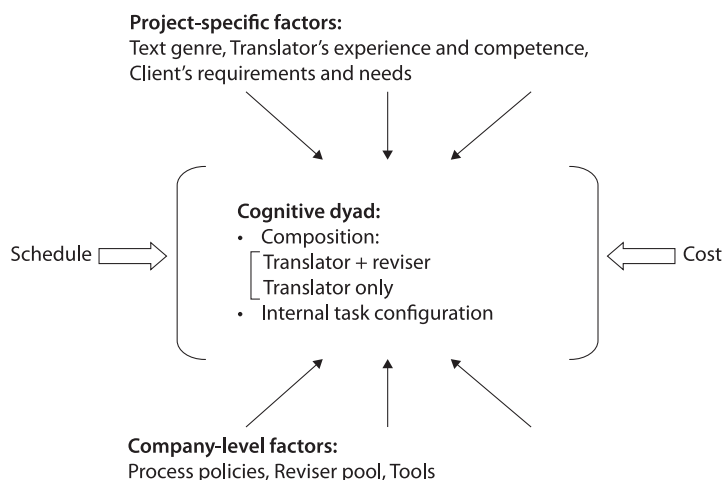 Project-specific factors:
Text genre, Translator’s experience and competence,
Client’s requirements and needs
Cognitive dyad:
• Composition:
Translator + reviser
Translator only
• Internal task configuration
Schedule
Cost
Company-level factors:
Process policies, Reviser pool, Tools